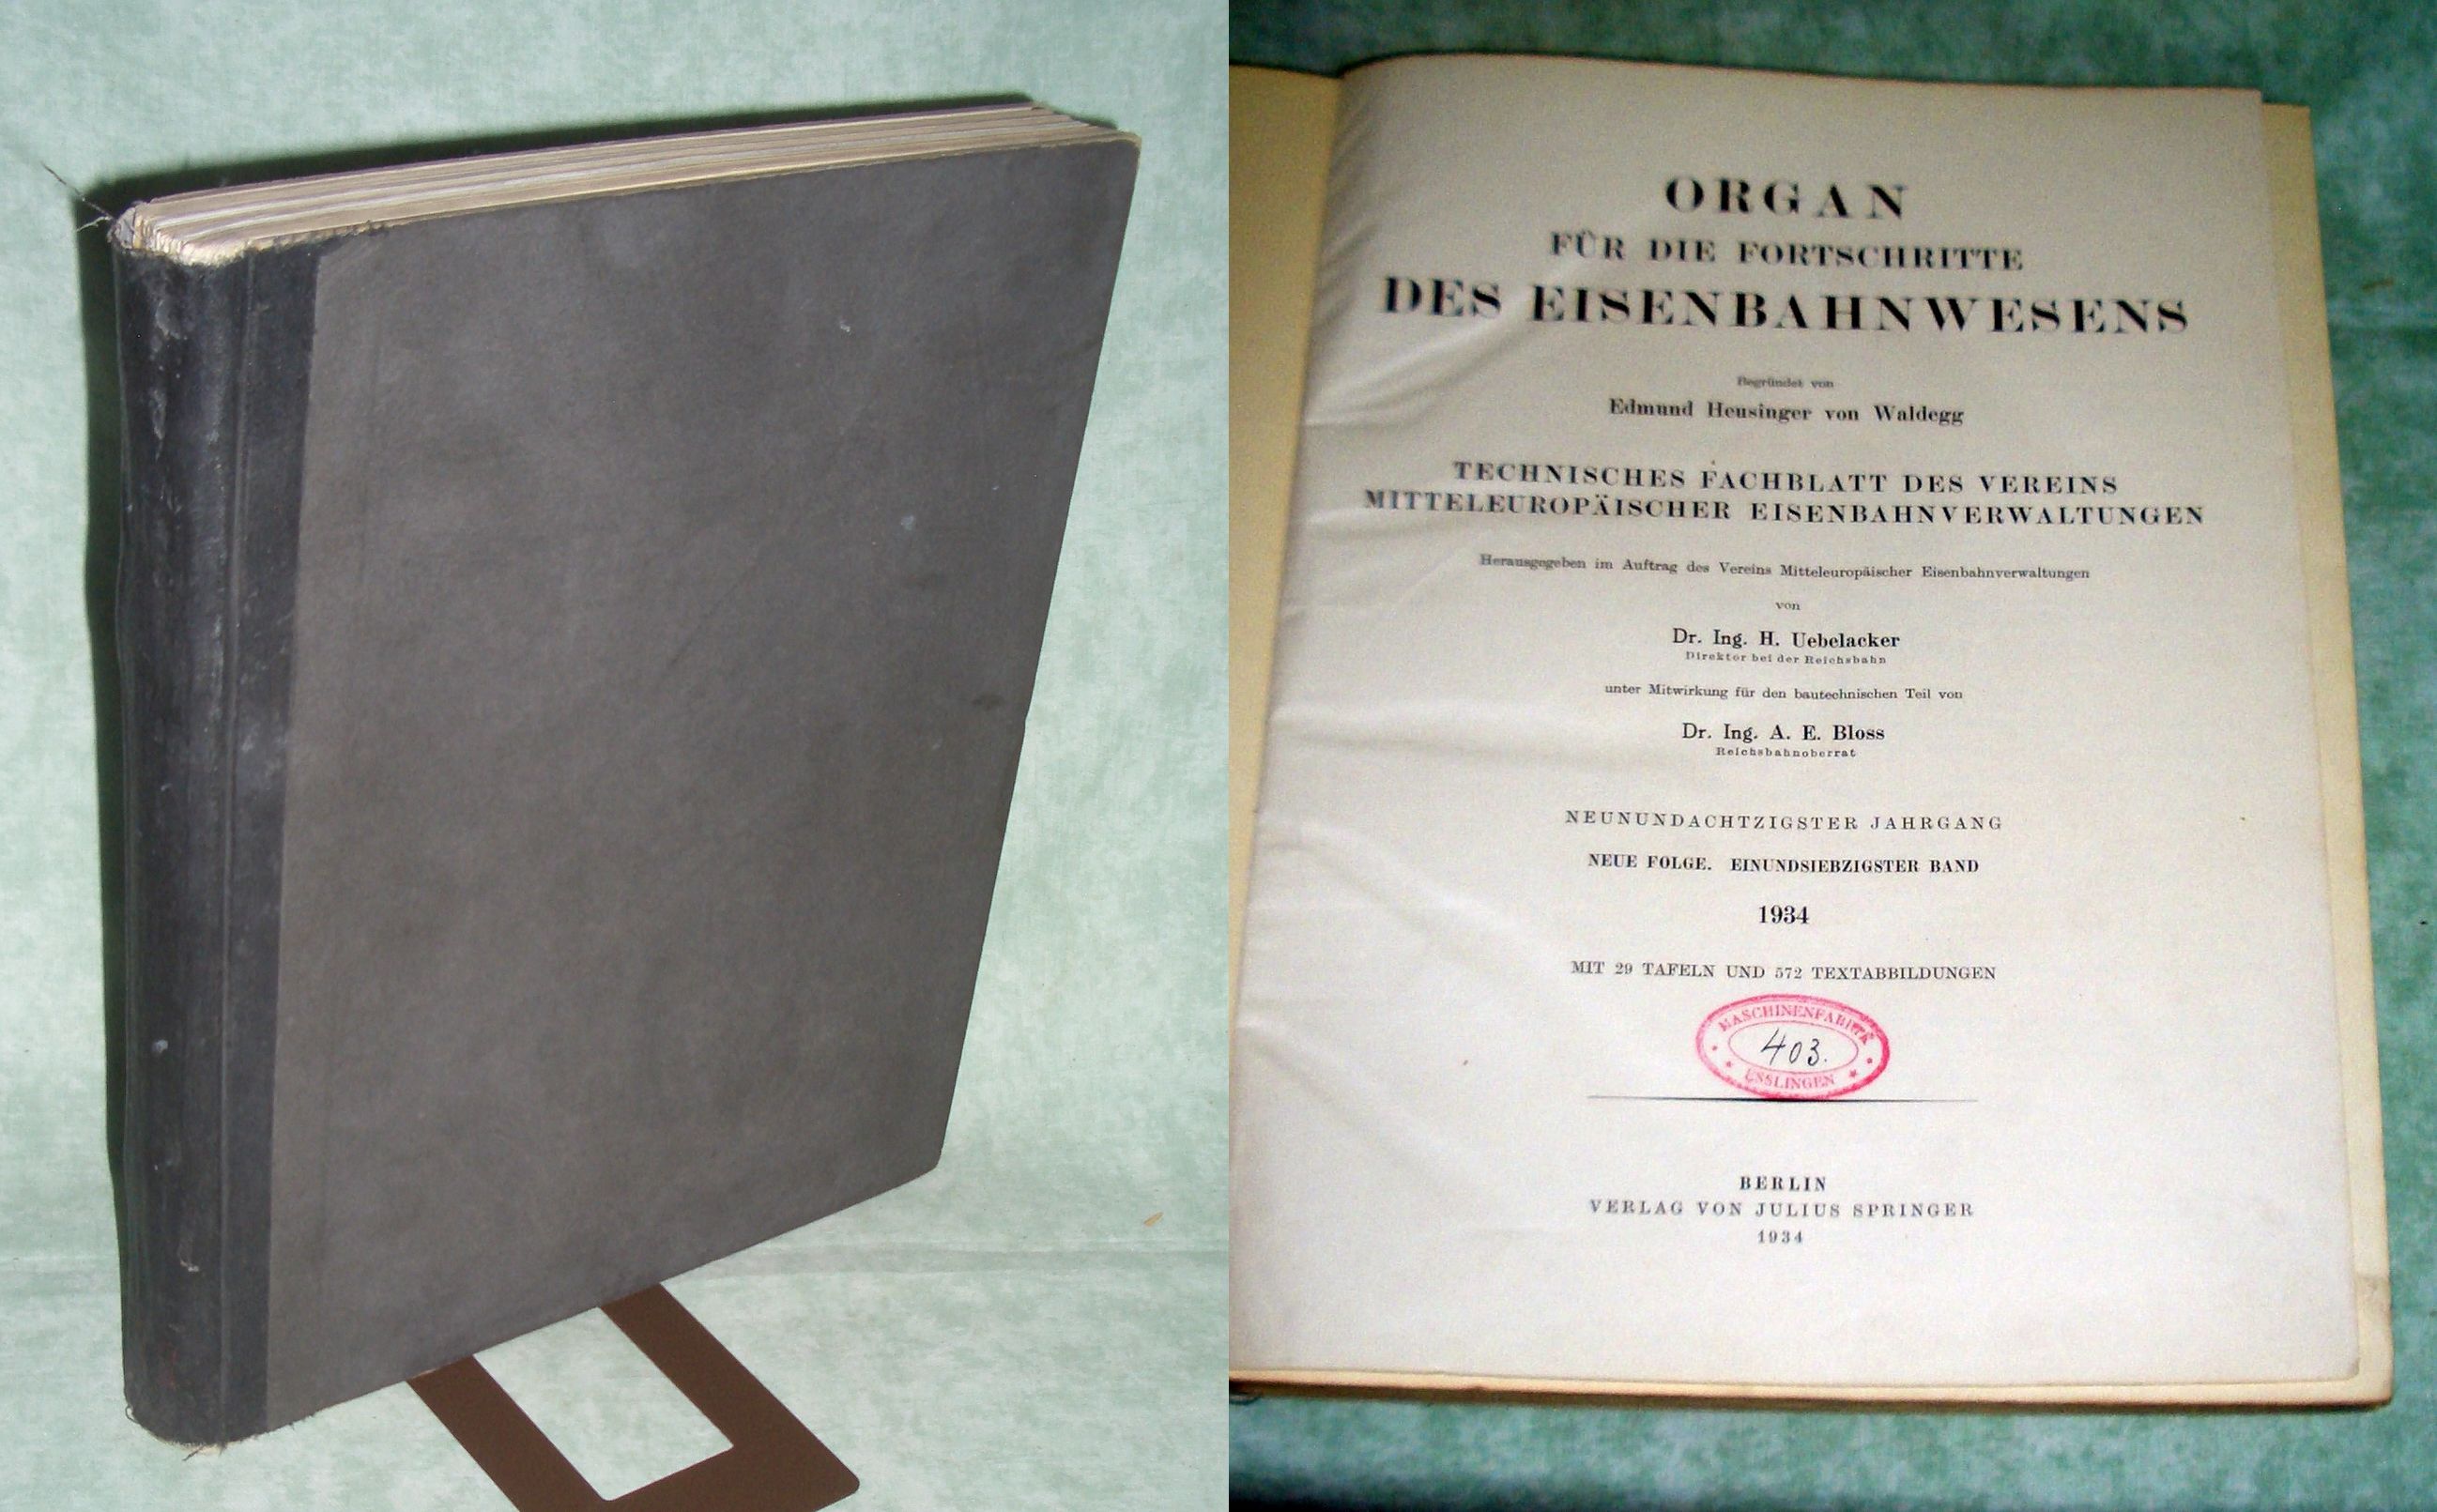 ORGAN
FÜR DIE FORTSCHRITTE
DES EISENBAHNWESENS
Begründet von
Edmund Heusinger von Waldegg
TECHNISCHES FACHBLATT DES VEREINS
MITTELEUROPÄISCHER EISENBAHNVERWALTUNGEN
Herausgegeben im Auftrag des Vereins Mitteleuropäischer Eisenbahnverwaltungen
von
Dr. Ing. H. Uebelacker
Direktor bei der Reichsbahn
unter Mitwirkung für den bautechnischen Teil von
Dr. Ing. A. E. Bloss
Reichsbahnoberrat
NEUNUNDACHTZIGSTER JAHRGANG
NEUE FOLGE. EINUNDSIEBZIGSTER BAND
1934
MIT 29 TAFELN UND 572 TEXTABBILDUNGEN
MASCHINENFABRIK
403.
ESSLINGEN
BERLIN
VERLAG VON JULIUS SPRINGER
1934